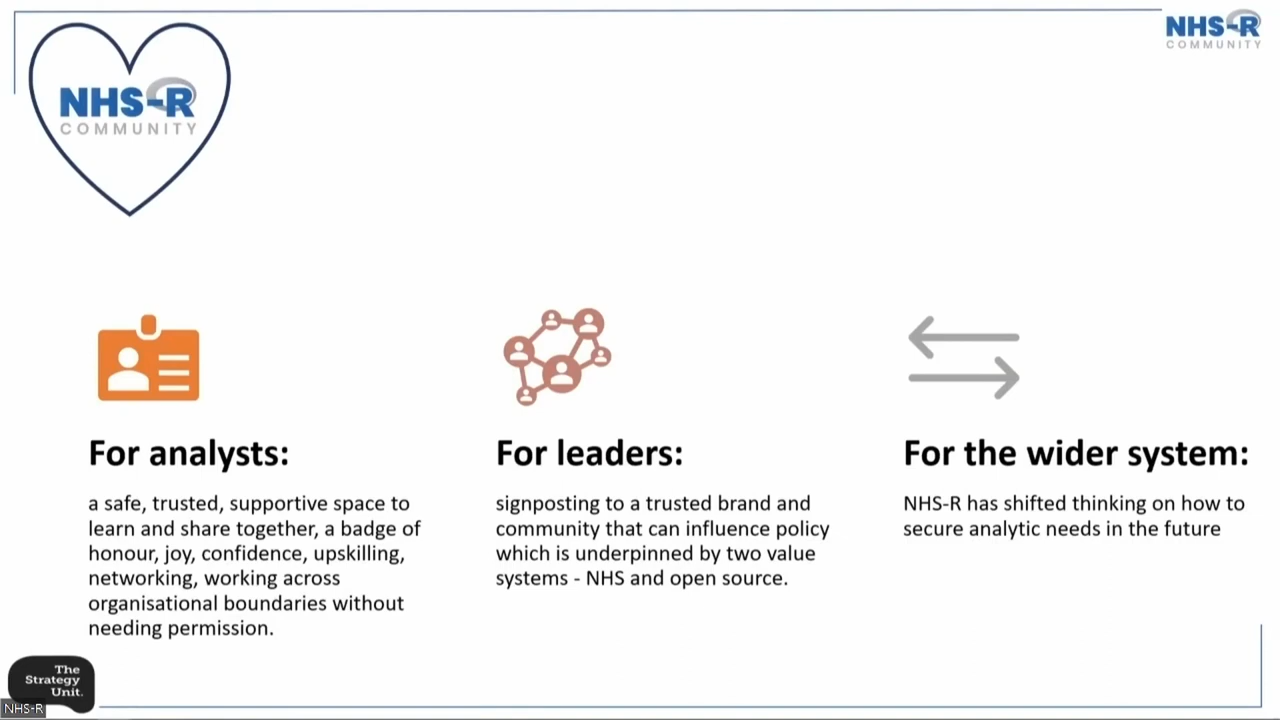 NHS-R
COMMUNITY
NHS-R
COMMUNITY
For analysts:
a safe, trusted, supportive space to
learn and share together, a badge of
honour, joy, confidence, upskilling,
networking, working across
organisational boundaries without
needing permission.
For leaders:
signposting to a trusted brand and
community that can influence policy
which is underpinned by two value
systems - NHS and open source.
For the wider system:
NHS-R has shifted thinking on how to
secure analytic needs in the future
The
Strategy
Unit.
NHS-R